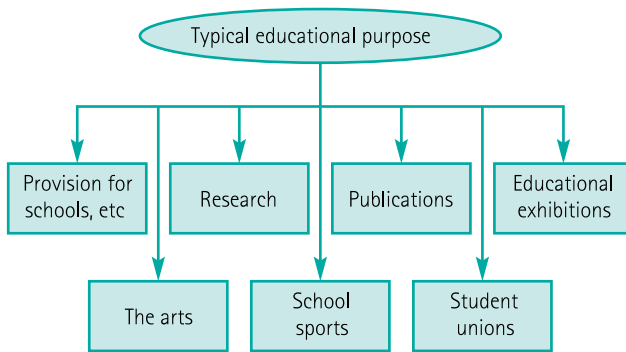 Typical educational purpose
Provision for
schools, etc
Research
Publications
Educational
exhibitions
The arts
School
sports
Student
unions